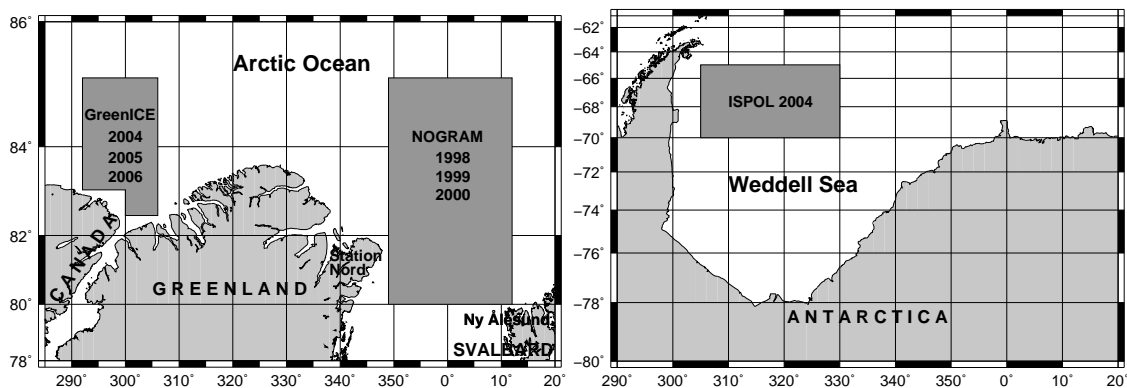 86˚
84˚
82˚
80˚
78˚
290˚ 300˚ 310˚ 320˚ 330˚ 340˚ 350˚ 0˚ 10˚ 20˚
Arctic Ocean
GreenICE
2004
2005
2006
NOGRAM
1998
1999
2000
CANADA
GREENLAND
Station
Nord
Ny Ålesund
SVALBARD
−62˚
−64˚
−66˚
−68˚
−70˚
−72˚
−74˚
−76˚
−78˚
−80˚
290˚ 300˚ 310˚ 320˚ 330˚ 340˚ 350˚ 0˚ 10˚ 20˚
ISPOL 2004
Weddell Sea
ANTARCTICA